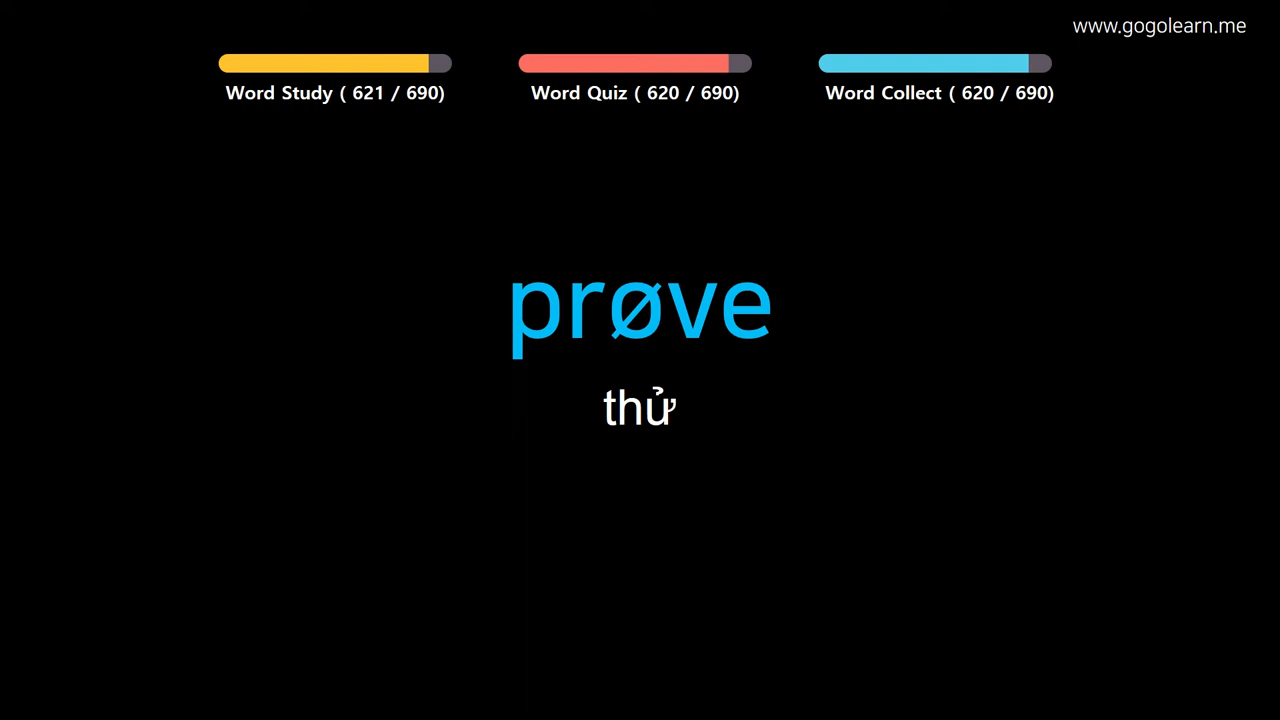 www.gogolearn.me
Word Study ( 621 / 690)
Word Quiz ( 620 / 690)
Word Collect ( 620 / 690)
prøve
thử